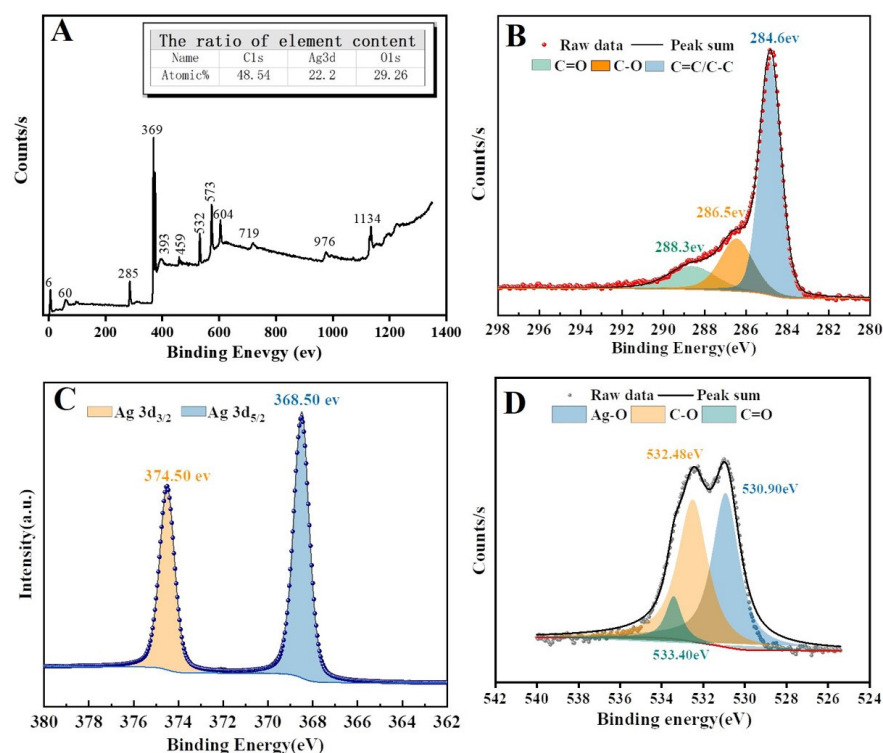 A
The ratio of element content
Name C1s Ag3d O1s
Atomic% 48.54 22.2 29.26
Counts/s
6
60
285
369
393
459
532
573
604
719
976
1134
0 200 400 600 800 1000 1200 1400
Binding Enevgy (ev)
B
Raw data Peak sum
C=O C-O C=C/C-C
284.6ev
286.5ev
288.3ev
Counts/s
298 296 294 292 290 288 286 284 282 280
Binding Energy(eV)
C
Ag 3d3/2 Ag 3d5/2
368.50 ev
374.50 ev
Intensity(a.u.)
380 378 376 374 372 370 368 366 364 362
Binding Energy(eV)
D
Raw data Peak sum
Ag-O C-O C=O
532.48eV
530.90eV
533.40eV
Counts/s
542 540 538 536 534 532 530 528 526 524
Binding energy(eV)